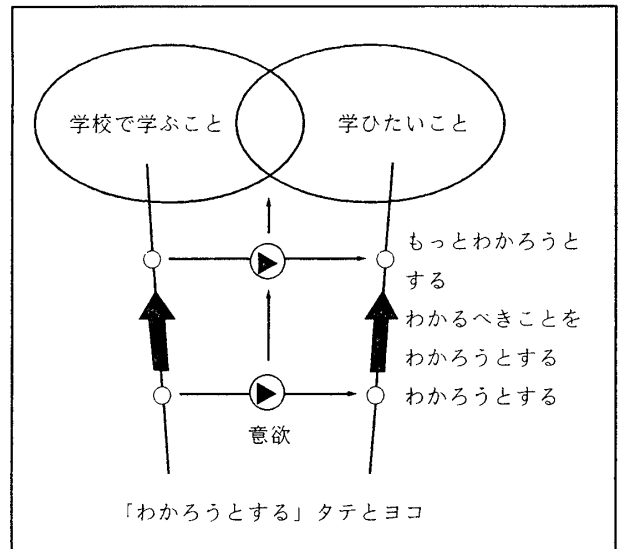 学校で学ぶこと
学ひたいこと
もっとわかろうと
する
わかるべきことを
わかろうとする
わかろうとする
意欲
「わかろうとする」タテとヨコ